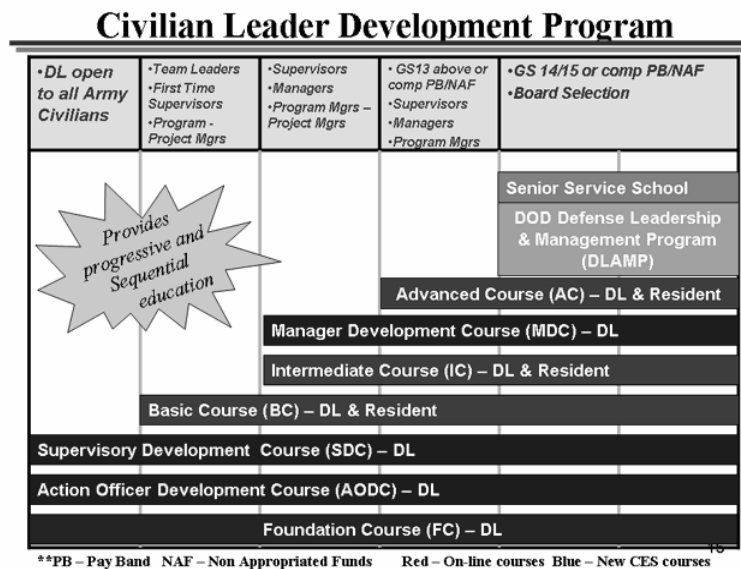 Civilian Leader Development Program
•DL open
to all Army
Civilians
•Team Leaders
•First Time
Supervisors
•Program -
Project Mgrs
•Supervisors
•Managers
•Program Mgrs –
Project Mgrs
• GS13 above or
comp PB/NAF
•Supervisors
•Managers
•Program Mgrs
•GS 14/15 or comp PB/NAF
•Board Selection
Provides
progressive and
Sequential
education
Senior Service School
DOD Defense Leadership
& Management Program
(DLAMP)
Advanced Course (AC) – DL & Resident
Manager Development Course (MDC) – DL
Intermediate Course (IC) – DL & Resident
Basic Course (BC) – DL & Resident
Supervisory Development Course (SDC) – DL
Action Officer Development Course (AODC) – DL
Foundation Course (FC) – DL
**PB – Pay Band NAF – Non Appropriated Funds Red – On-line courses Blue – New CES courses